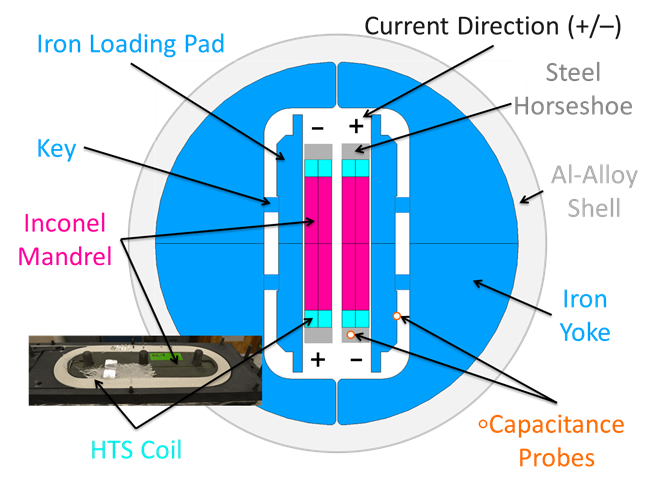 Current Direction (+/–)
Iron Loading Pad
Steel
Horseshoe
– +
Key
Al-Alloy
Shell
Inconel
Mandrel
Iron
Yoke
+ –
Capacitance
Probes
HTS Coil